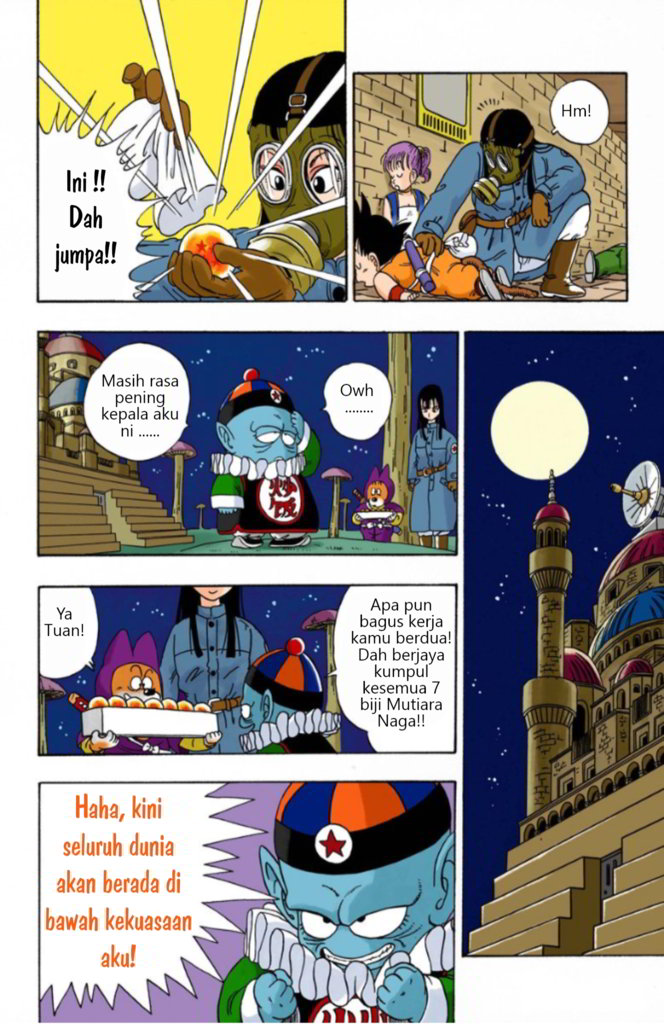 Ini !!
Dah
jumpa!!
Hm!
Masih rasa
pening
kepala aku
ni ......
Owh
........
Ya
Tuan!
Apa pun
bagus kerja
kamu berdua!
Dah berjaya
kumpul
kesemua 7
biji Mutiara
Naga!!
Haha, kini
seluruh dunia
akan berada di
bawah kekuasaan
aku!